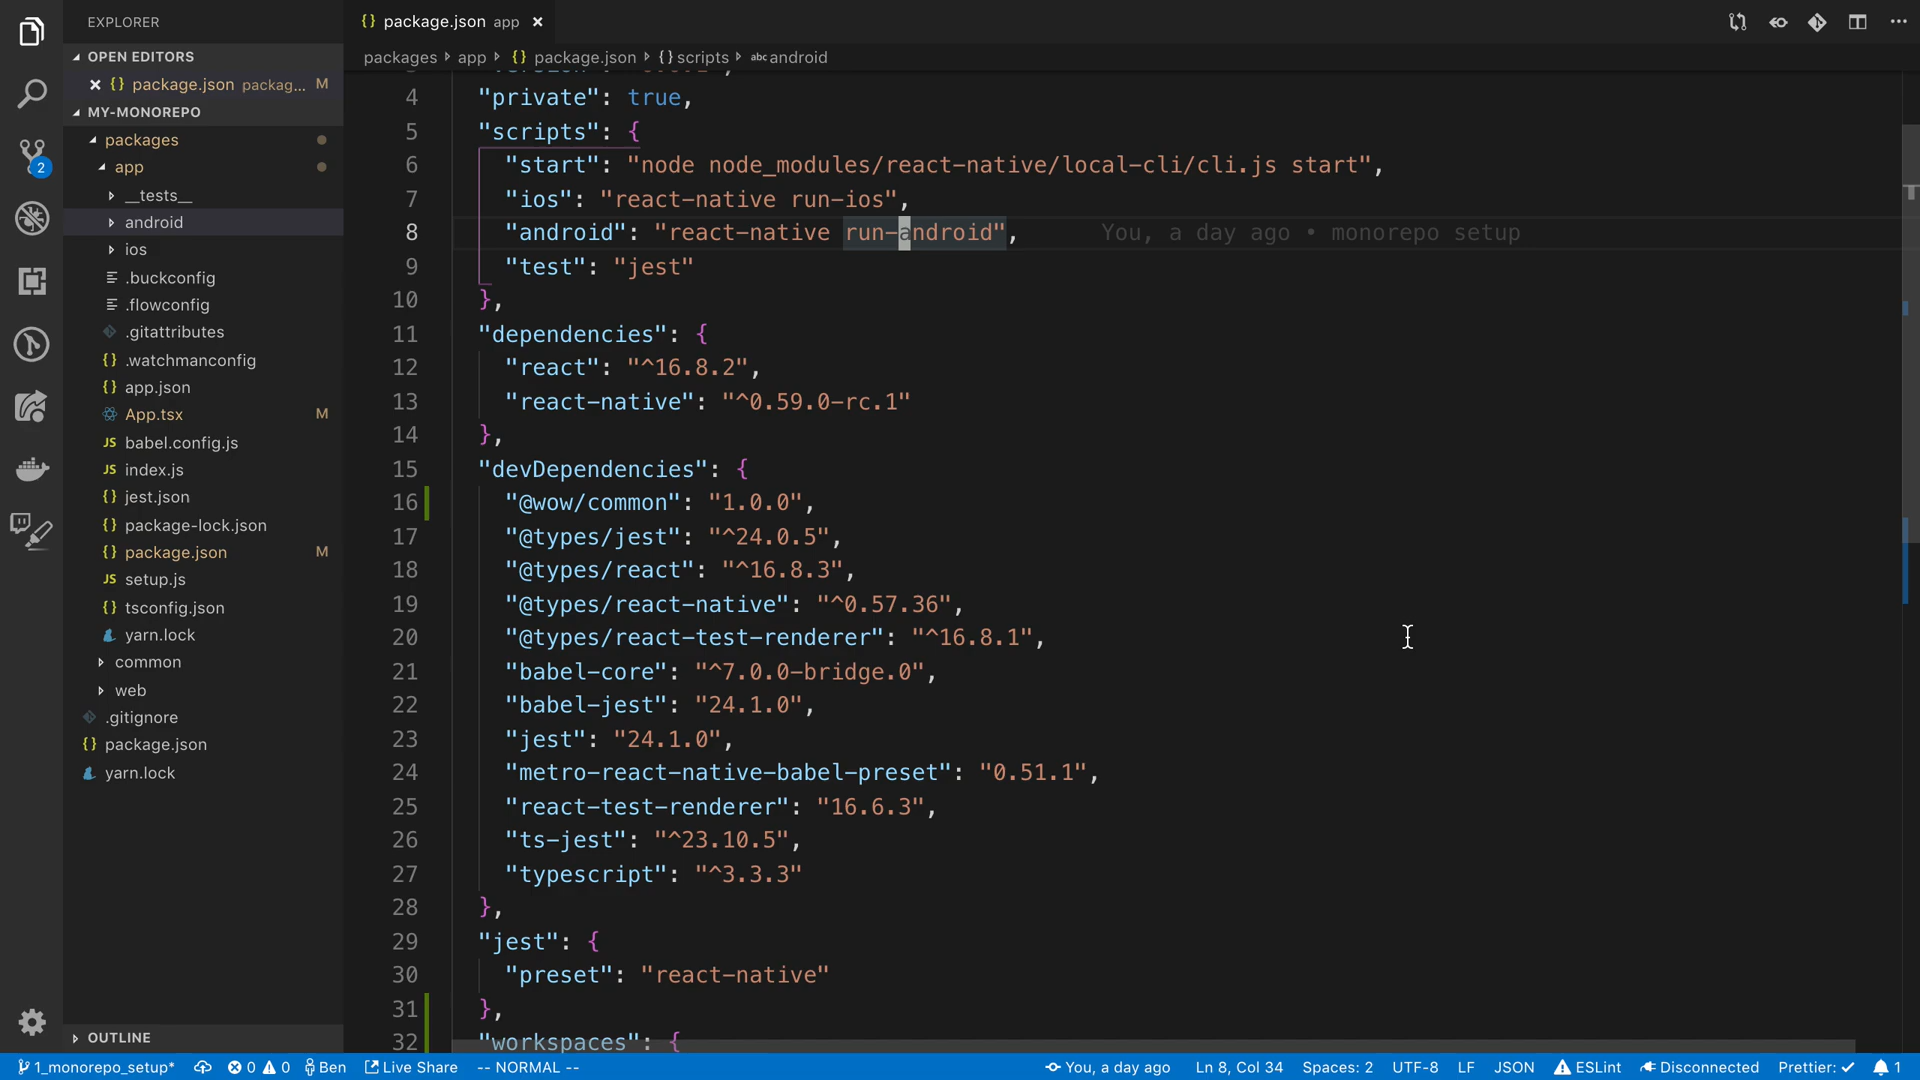 EXPLORER
OPEN EDITORS
package.json packag... M
MY-MONOREPO
packages
app
__tests__
android
ios
.buckconfig
.flowconfig
.gitattributes
.watchmanconfig
app.json
App.tsx M
babel.config.js
index.js
jest.json
package-lock.json
package.json M
setup.js
tsconfig.json
yarn.lock
common
web
.gitignore
package.json
yarn.lock
OUTLINE
2
{} package.json app ×
packages › app › {} package.json › {} scripts › abc android
4 "private": true,
5 "scripts": {
6 "start": "node node_modules/react-native/local-cli/cli.js start",
7 "ios": "react-native run-ios",
8 "android": "react-native run-android", You, a day ago • monorepo setup
9 "test": "jest"
10 },
11 "dependencies": {
12 "react": "^16.8.2",
13 "react-native": "^0.59.0-rc.1"
14 },
15 "devDependencies": {
16 "@wow/common": "1.0.0",
17 "@types/jest": "^24.0.5",
18 "@types/react": "^16.8.3",
19 "@types/react-native": "^0.57.36",
20 "@types/react-test-renderer": "^16.8.1",
21 "babel-core": "^7.0.0-bridge.0",
22 "babel-jest": "24.1.0",
23 "jest": "24.1.0",
24 "metro-react-native-babel-preset": "0.51.1",
25 "react-test-renderer": "16.6.3",
26 "ts-jest": "^23.10.5",
27 "typescript": "^3.3.3"
28 },
29 "jest": {
30 "preset": "react-native"
31 },
32 "workspaces": {
1_monorepo_setup* 0 0 Ben Live Share -- NORMAL -- You, a day ago Ln 8, Col 34 Spaces: 2 UTF-8 LF JSON ESLint Disconnected Prettier: ✓ 1